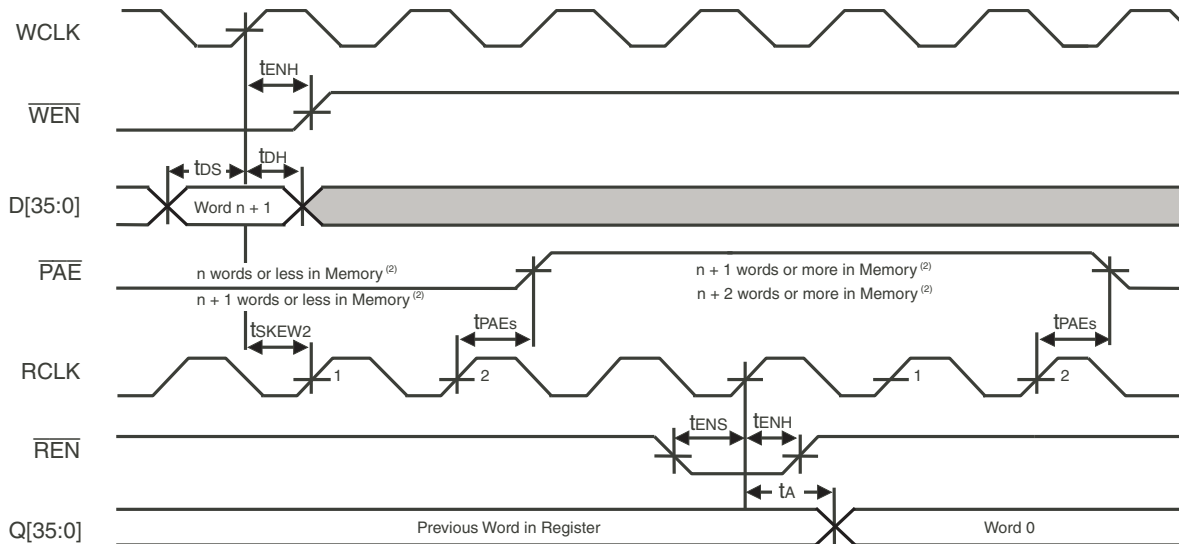 WCLK
tENH
WEN
tDS
tDH
D[35:0]
Word n + 1
PAE
n words or less in Memory (2)
n + 1 words or less in Memory (2)
n + 1 words or more in Memory (2)
n + 2 words or more in Memory (2)
tSKEW2
tPAEs
tPAEs
RCLK
1
2
1
2
REN
tENS
tENH
tA
Q[35:0]
Previous Word in Register
Word 0